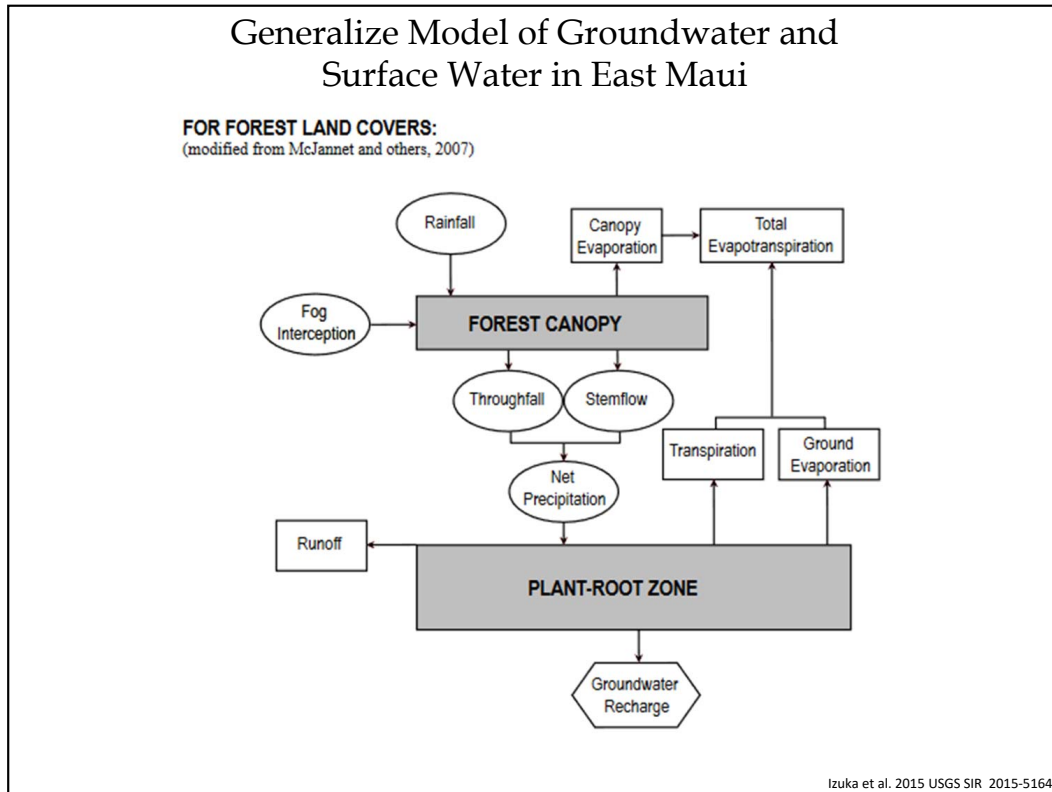 Generalize Model of Groundwater and
Surface Water in East Maui
FOR FOREST LAND COVERS:
(modified from McJannet and others, 2007)
Rainfall
Canopy
Evaporation
Total
Evapotranspiration
Fog
Interception
FOREST CANOPY
Throughfall
Stemflow
Transpiration
Ground
Evaporation
Net
Precipitation
Runoff
PLANT-ROOT ZONE
Groundwater
Recharge
Izuka et al. 2015 USGS SIR 2015-5164